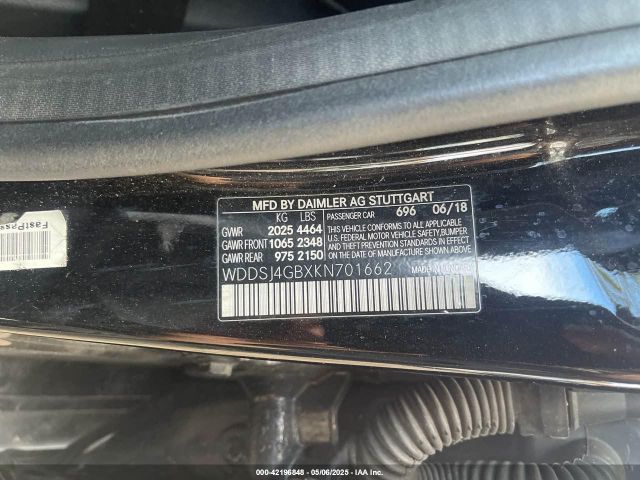 MFD BY DAIMLER AG STUTTGART
KG LBS PASSENGER CAR 696 06/18
GVWR 2025 4464 THIS VEHICLE CONFORMS TO ALL APPLICABLE
GAWR FRONT 1065 2348 U.S. FEDERAL MOTOR VEHICLE SAFETY, BUMPER
GAWR REAR 975 2150 AND THEFT PREVENTION STANDARDS IN EFFECT
ON THE DATE OF MANUFACTURE SHOWN ABOVE.
WDDSJ4GBXKN701662
FastPass
00-42196848 | 05/06/2025 | IAA Inc.